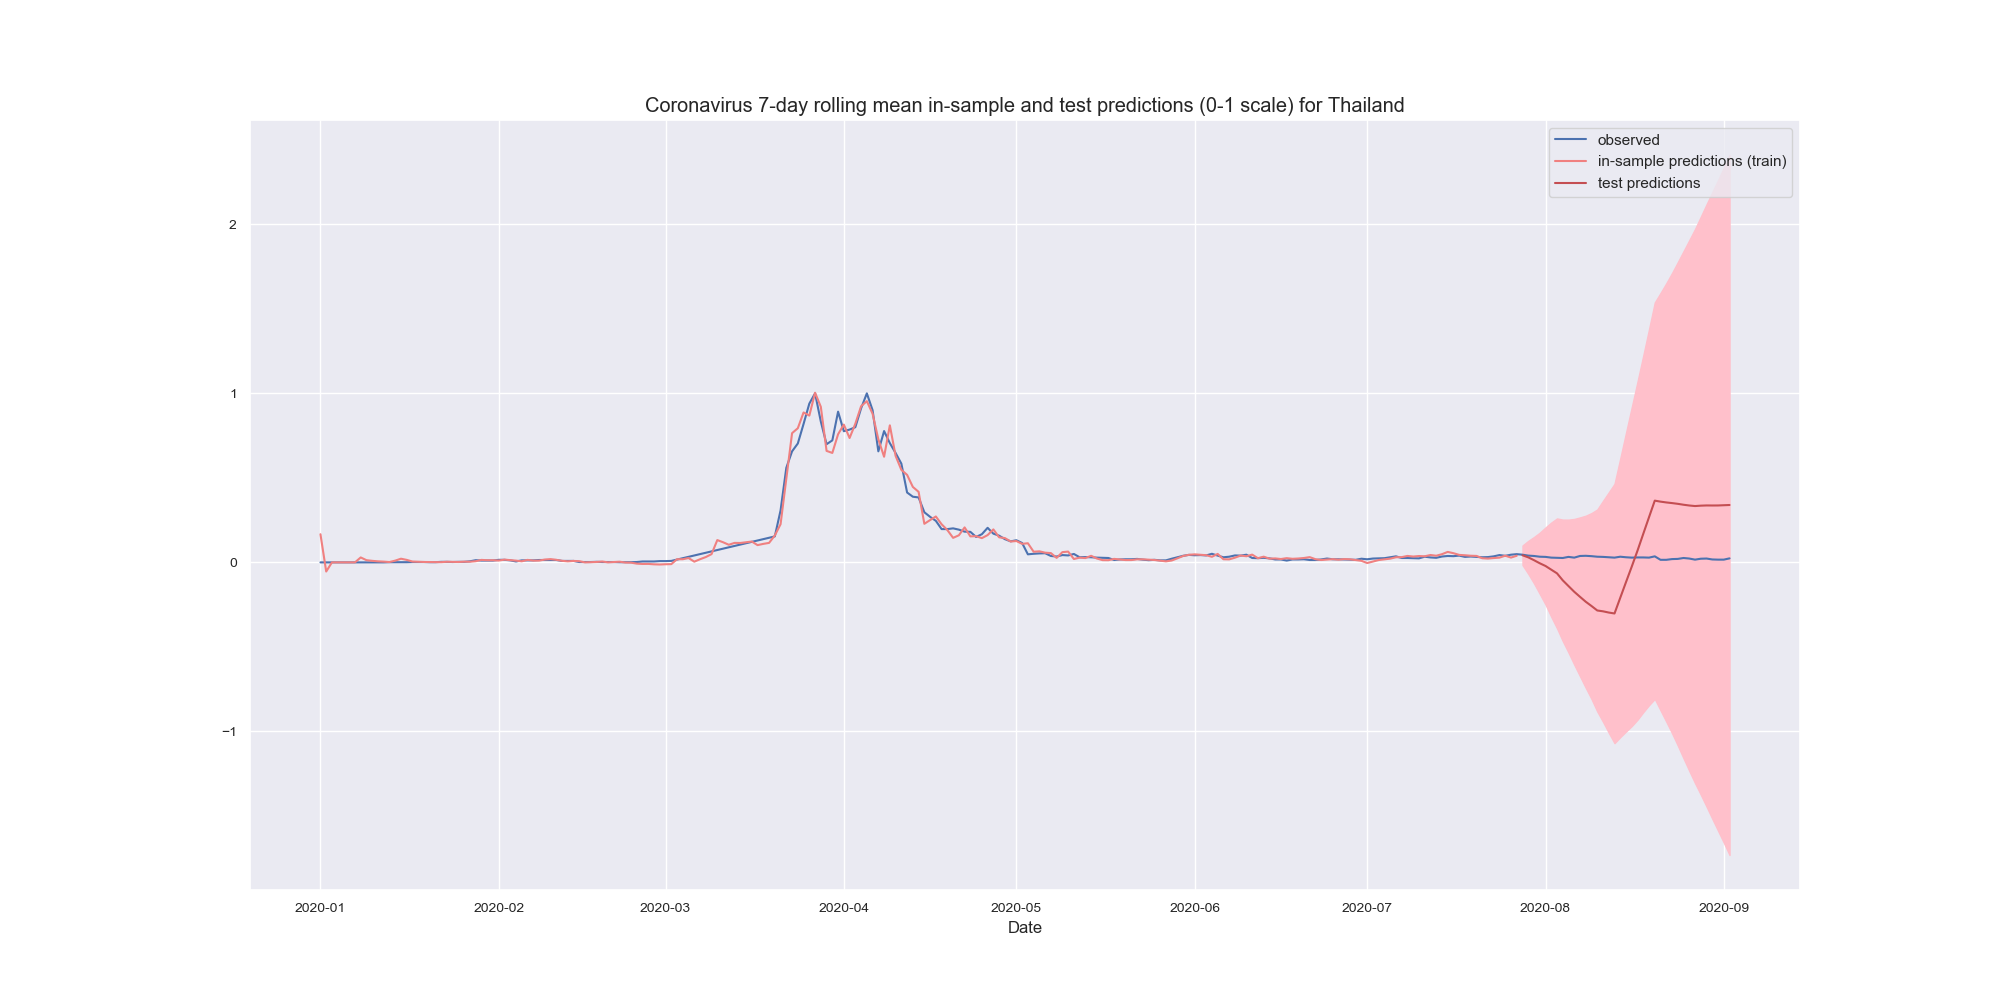 Coronavirus 7-day rolling mean in-sample and test predictions (0-1 scale) for Thailand
observed
in-sample predictions (train)
test predictions
2
1
0
−1
2020-01 2020-02 2020-03 2020-04 2020-05 2020-06 2020-07 2020-08 2020-09
Date